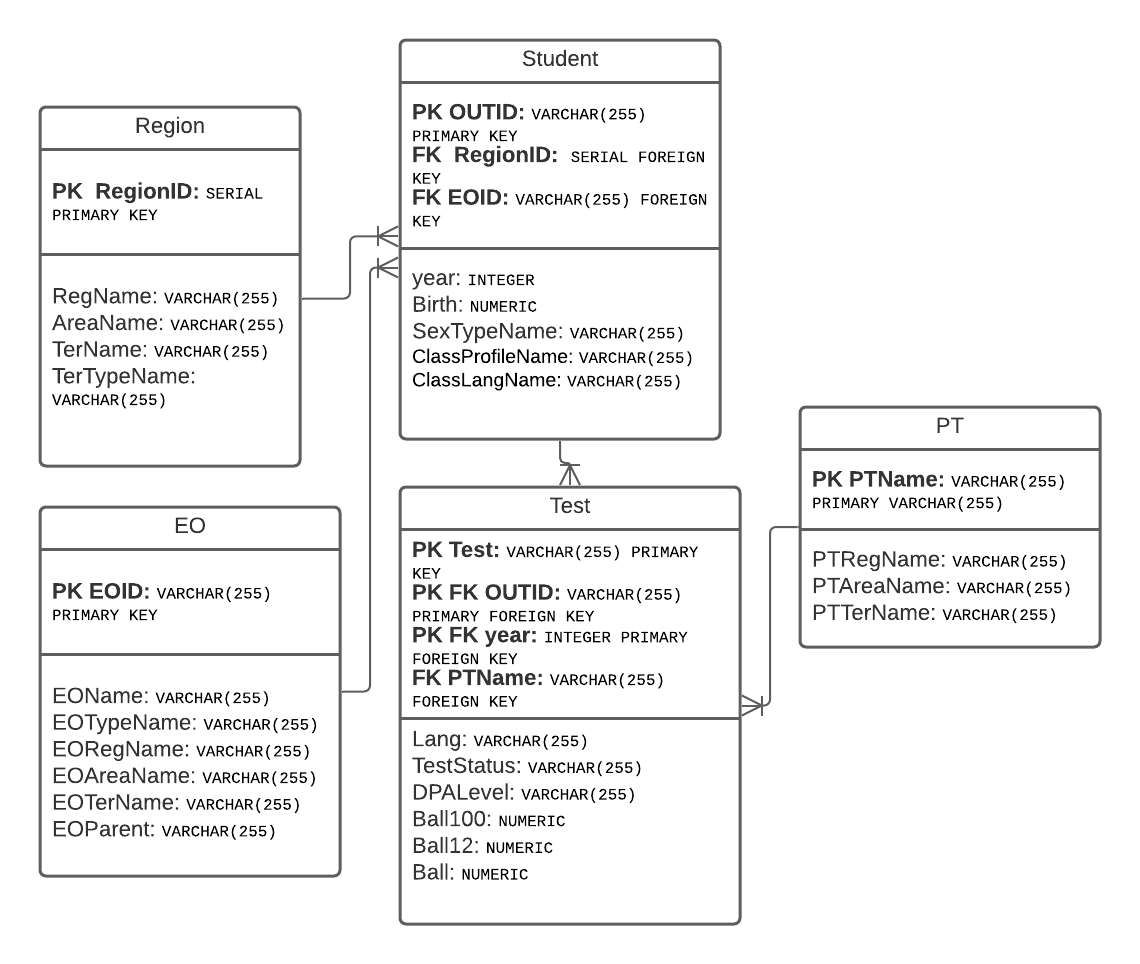 Student
PK OUTID: VARCHAR(255)
PRIMARY KEY
FK  RegionID:  SERIAL FOREIGN
KEY
FK EOID: VARCHAR(255) FOREIGN
KEY
year: INTEGER
Birth: NUMERIC
SexTypeName: VARCHAR(255)
ClassProfileName: VARCHAR(255)
ClassLangName: VARCHAR(255)
Region
PK  RegionID: SERIAL
PRIMARY KEY
RegName: VARCHAR(255)
AreaName: VARCHAR(255)
TerName: VARCHAR(255)
TerTypeName:
VARCHAR(255)
PT
PK PTName: VARCHAR(255)
PRIMARY VARCHAR(255)
PTRegName: VARCHAR(255)
PTAreaName: VARCHAR(255)
PTTerName: VARCHAR(255)
EO
PK EOID: VARCHAR(255)
PRIMARY KEY
EOName: VARCHAR(255)
EOTypeName: VARCHAR(255)
EORegName: VARCHAR(255)
EOAreaName: VARCHAR(255)
EOTerName: VARCHAR(255)
EOParent: VARCHAR(255)
Test
PK Test: VARCHAR(255) PRIMARY
KEY
PK FK OUTID: VARCHAR(255)
PRIMARY FOREIGN KEY
PK FK year: INTEGER PRIMARY
FOREIGN KEY
FK PTName: VARCHAR(255)
FOREIGN KEY
Lang: VARCHAR(255)
TestStatus: VARCHAR(255)
DPALevel: VARCHAR(255)
Ball100: NUMERIC
Ball12: NUMERIC
Ball: NUMERIC